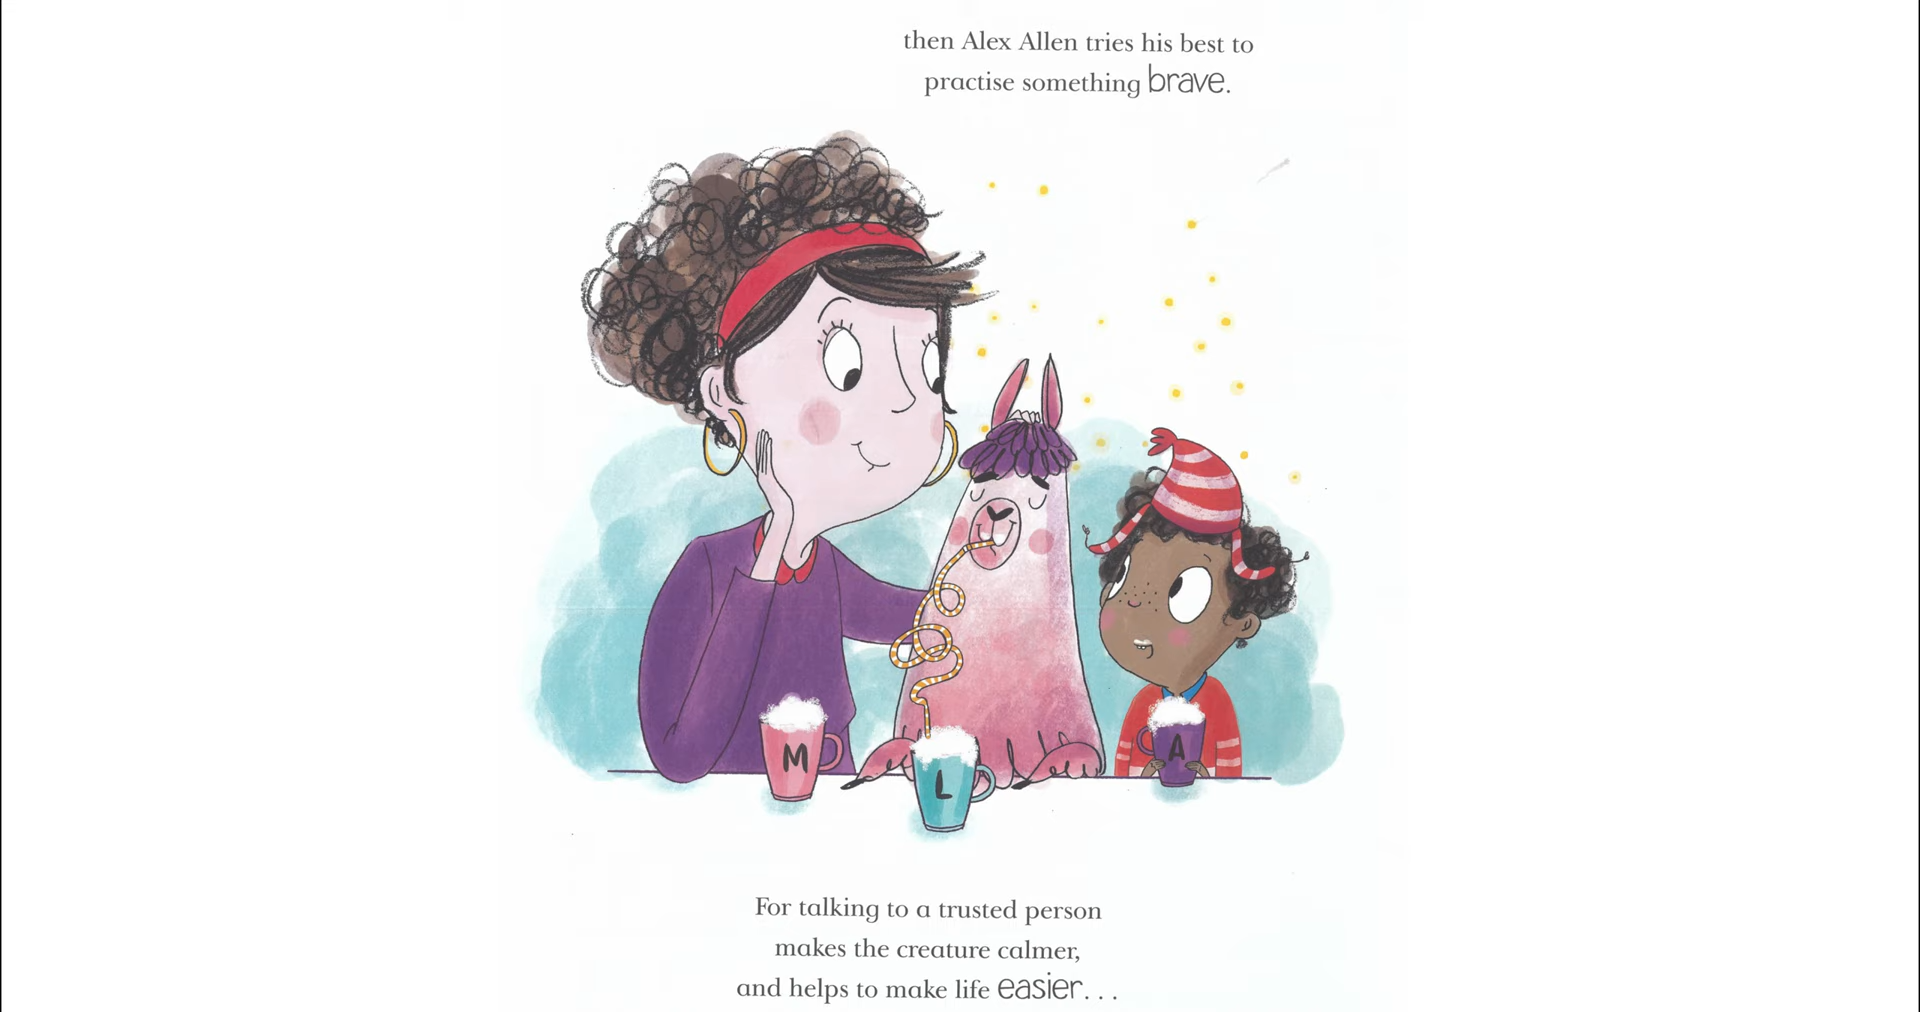 then Alex Allen tries his best to
practise something brave.
M
L
A
For talking to a trusted person
makes the creature calmer,
and helps to make life easier. . .